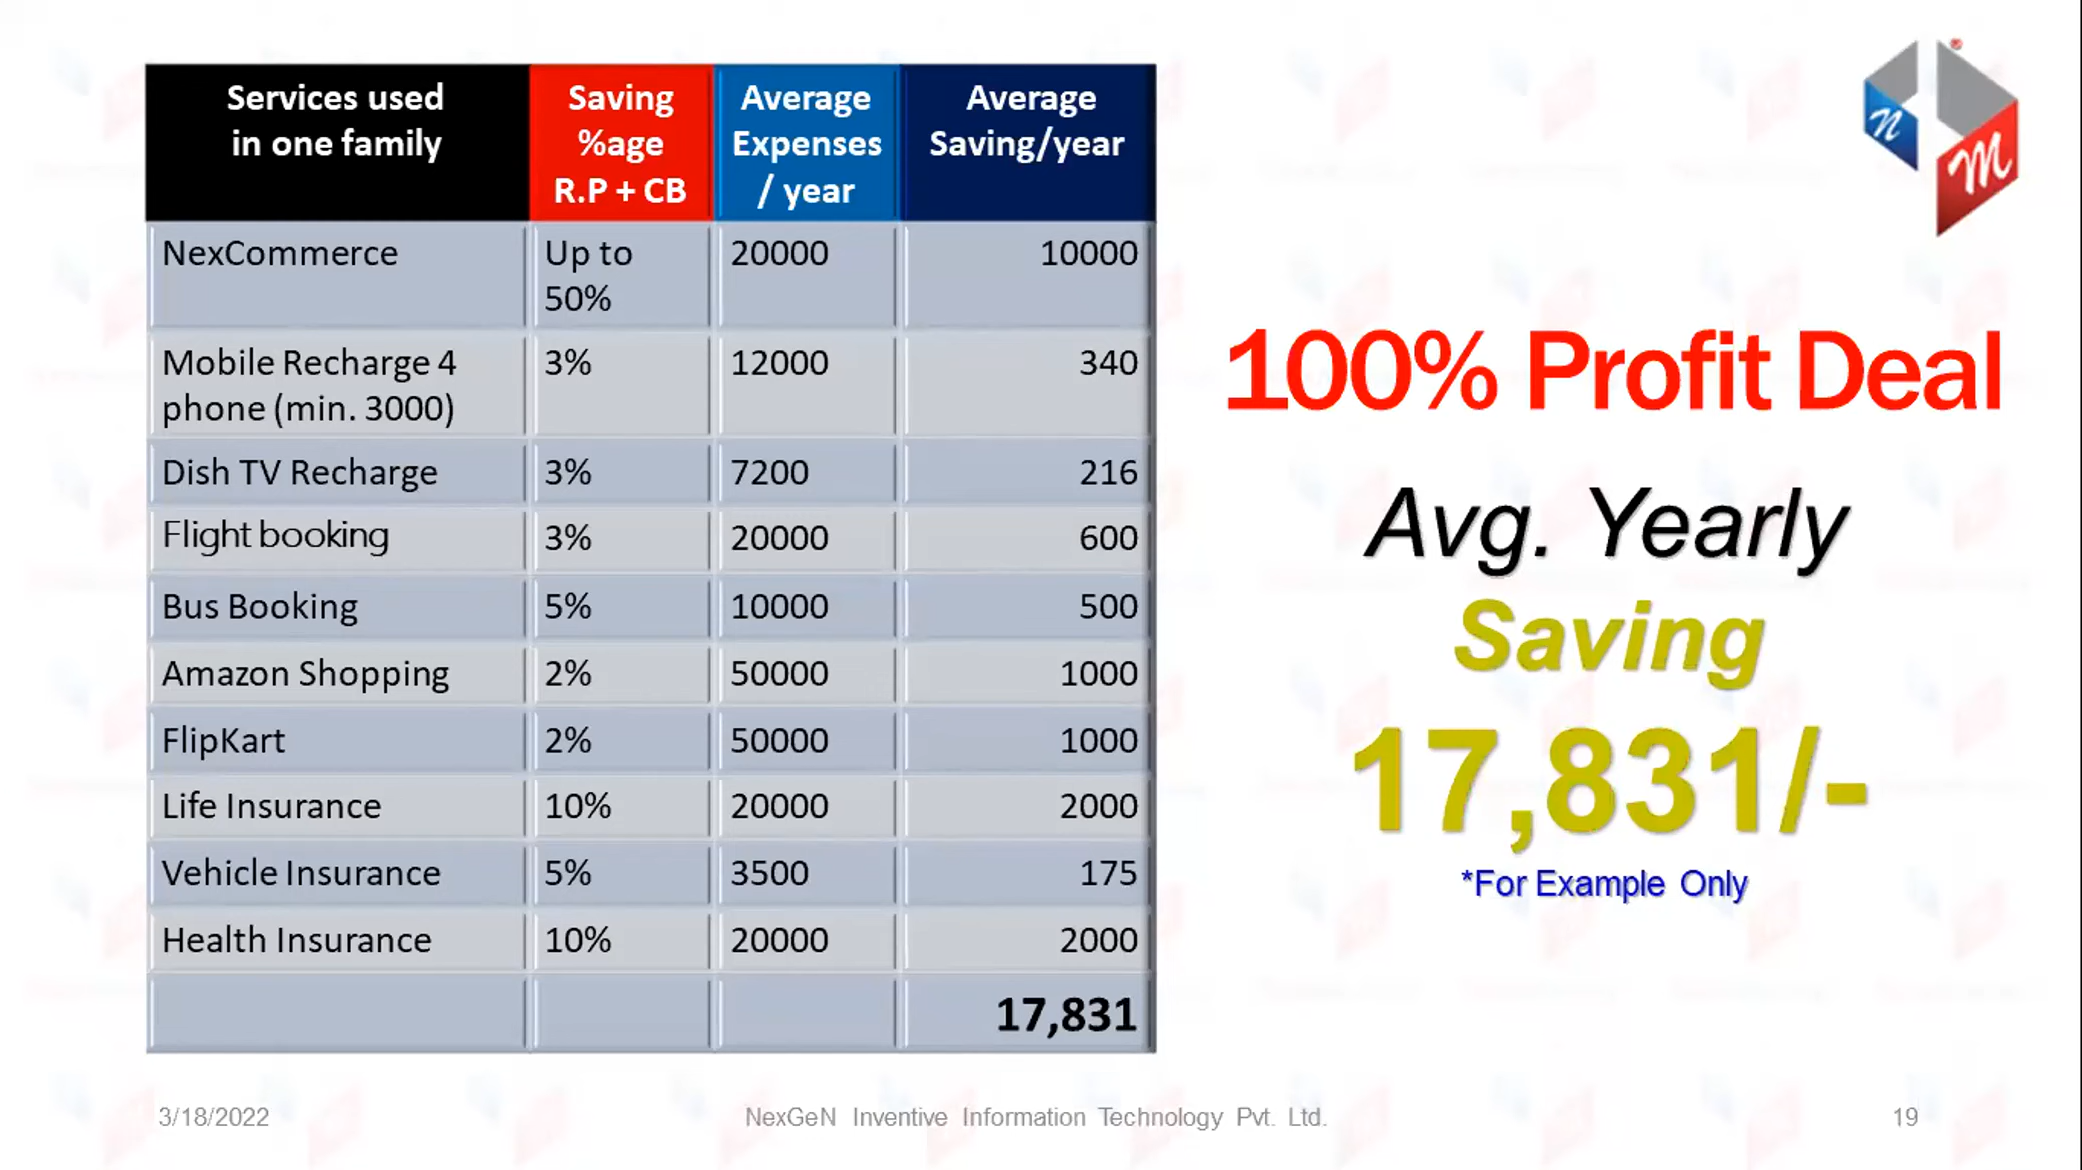 Services used
in one family
Saving
%age
R.P + CB
Average
Expenses
/ year
Average
Saving/year
NexCommerce
Up to
50%
20000
10000
Mobile Recharge 4
phone (min. 3000)
3%
12000
340
Dish TV Recharge
3%
7200
216
Flight booking
3%
20000
600
Bus Booking
5%
10000
500
Amazon Shopping
2%
50000
1000
FlipKart
2%
50000
1000
Life Insurance
10%
20000
2000
Vehicle Insurance
5%
3500
175
Health Insurance
10%
20000
2000
17,831
n
M
®
100% Profit Deal
Avg. Yearly
Saving
17,831/-
*For Example Only
3/18/2022
NexGeN Inventive Information Technology Pvt. Ltd.
19